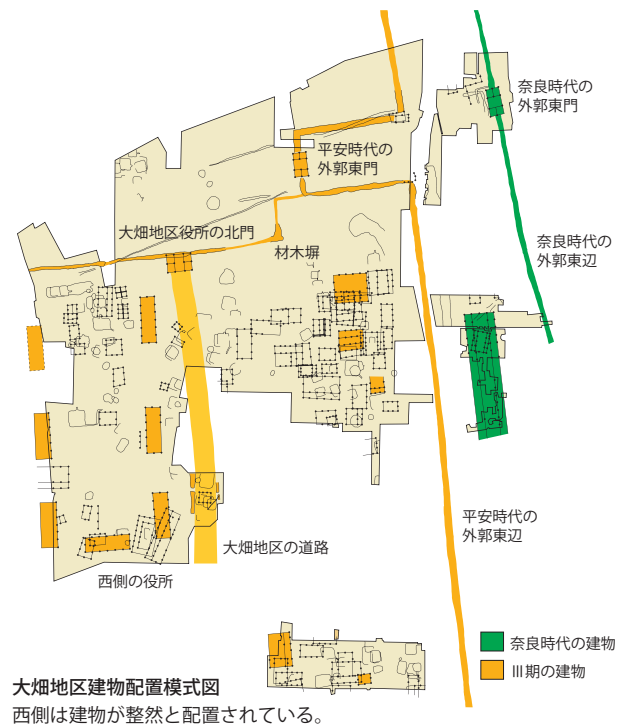 奈良時代の
外郭東門
平安時代の
外郭東門
大畑地区役所の北門
材木塀
奈良時代の
外郭東辺
平安時代の
外郭東辺
大畑地区の道路
西側の役所
奈良時代の建物
Ⅲ期の建物
大畑地区建物配置模式図
西側は建物が整然と配置されている。